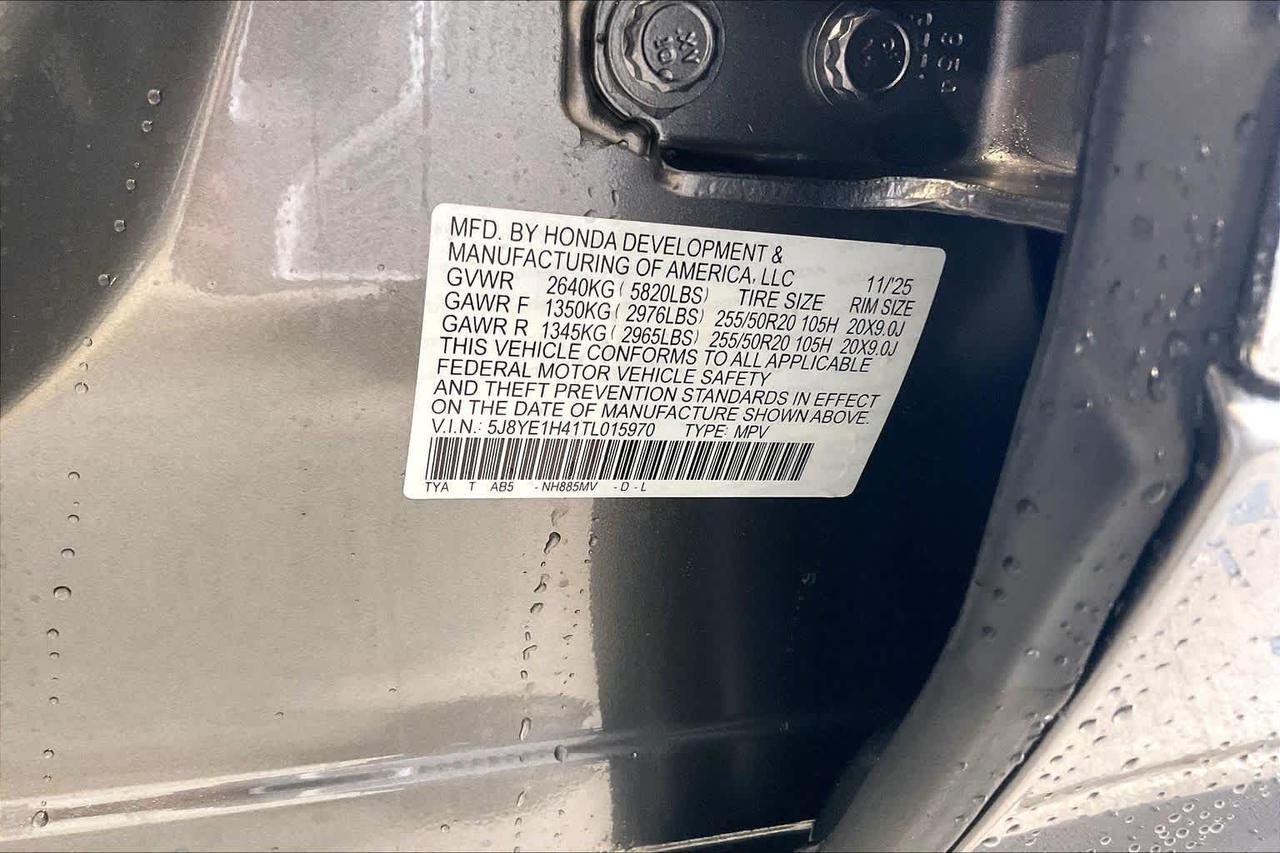 MFD. BY HONDA DEVELOPMENT &
MANUFACTURING OF AMERICA, LLC 11/'25
GVWR 2640KG ( 5820LBS) TIRE SIZE RIM SIZE
GAWR F 1350KG ( 2976LBS) 255/50R20 105H 20X9.0J
GAWR R 1345KG ( 2965LBS) 255/50R20 105H 20X9.0J
THIS VEHICLE CONFORMS TO ALL APPLICABLE
FEDERAL MOTOR VEHICLE SAFETY
AND THEFT PREVENTION STANDARDS IN EFFECT
ON THE DATE OF MANUFACTURE SHOWN ABOVE.
V.I.N.: 5J8YE1H41TL015970 TYPE: MPV
TYA T AB5 -NH885MV -D-L